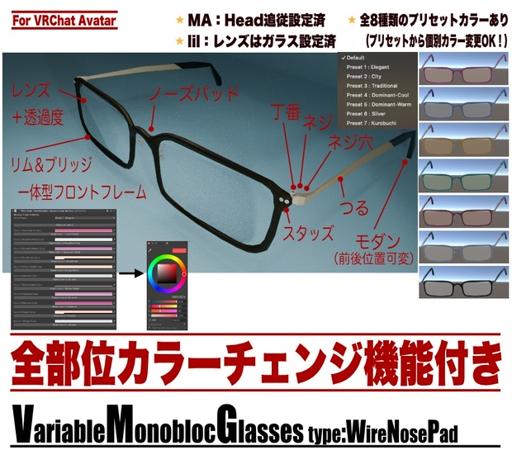 For VRChat Avatar
★ MA：Head追従設定済
★ lil：レンズはガラス設定済
★ 全8種類のプリセットカラーあり
(プリセットから個別カラー変更OK！)
✓ Default
Preset 1 : Elegant
Preset 2 : City
Preset 3 : Traditional
Preset 4 : Dominant-Cool
Preset 5 : Dominant-Warm
Preset 6 : Silver
Preset 7 : Kurobuchi
レンズ
＋透過度
ノーズパッド
丁番
ネジ
ネジ穴
リム＆ブリッジ
一体型フロントフレーム
つる
スタッズ
モダン
(前後位置可変)
全部位カラーチェンジ機能付き
VariableMonoblocGlasses type:WireNosePad